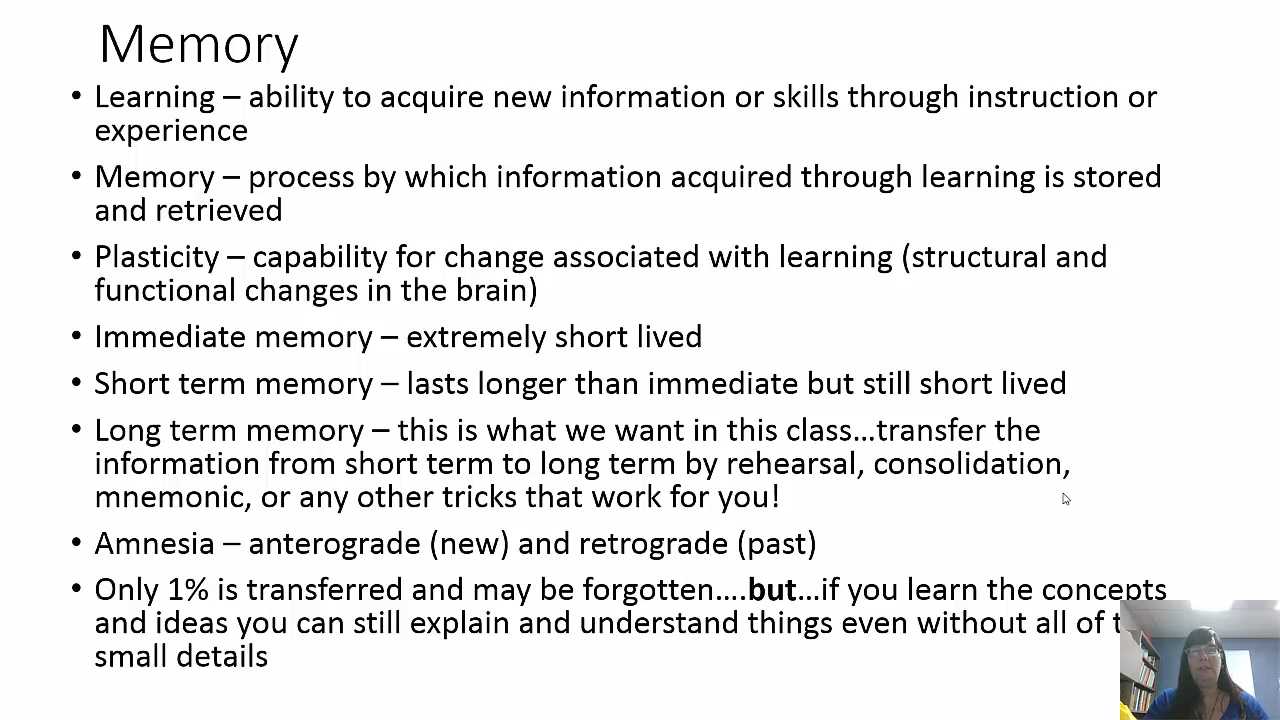 Memory
• Learning – ability to acquire new information or skills through instruction or
experience
• Memory – process by which information acquired through learning is stored
and retrieved
• Plasticity – capability for change associated with learning (structural and
functional changes in the brain)
• Immediate memory – extremely short lived
• Short term memory – lasts longer than immediate but still short lived
• Long term memory – this is what we want in this class…transfer the
information from short term to long term by rehearsal, consolidation,
mnemonic, or any other tricks that work for you!
• Amnesia – anterograde (new) and retrograde (past)
• Only 1% is transferred and may be forgotten….but…if you learn the concepts
and ideas you can still explain and understand things even without all of
small details